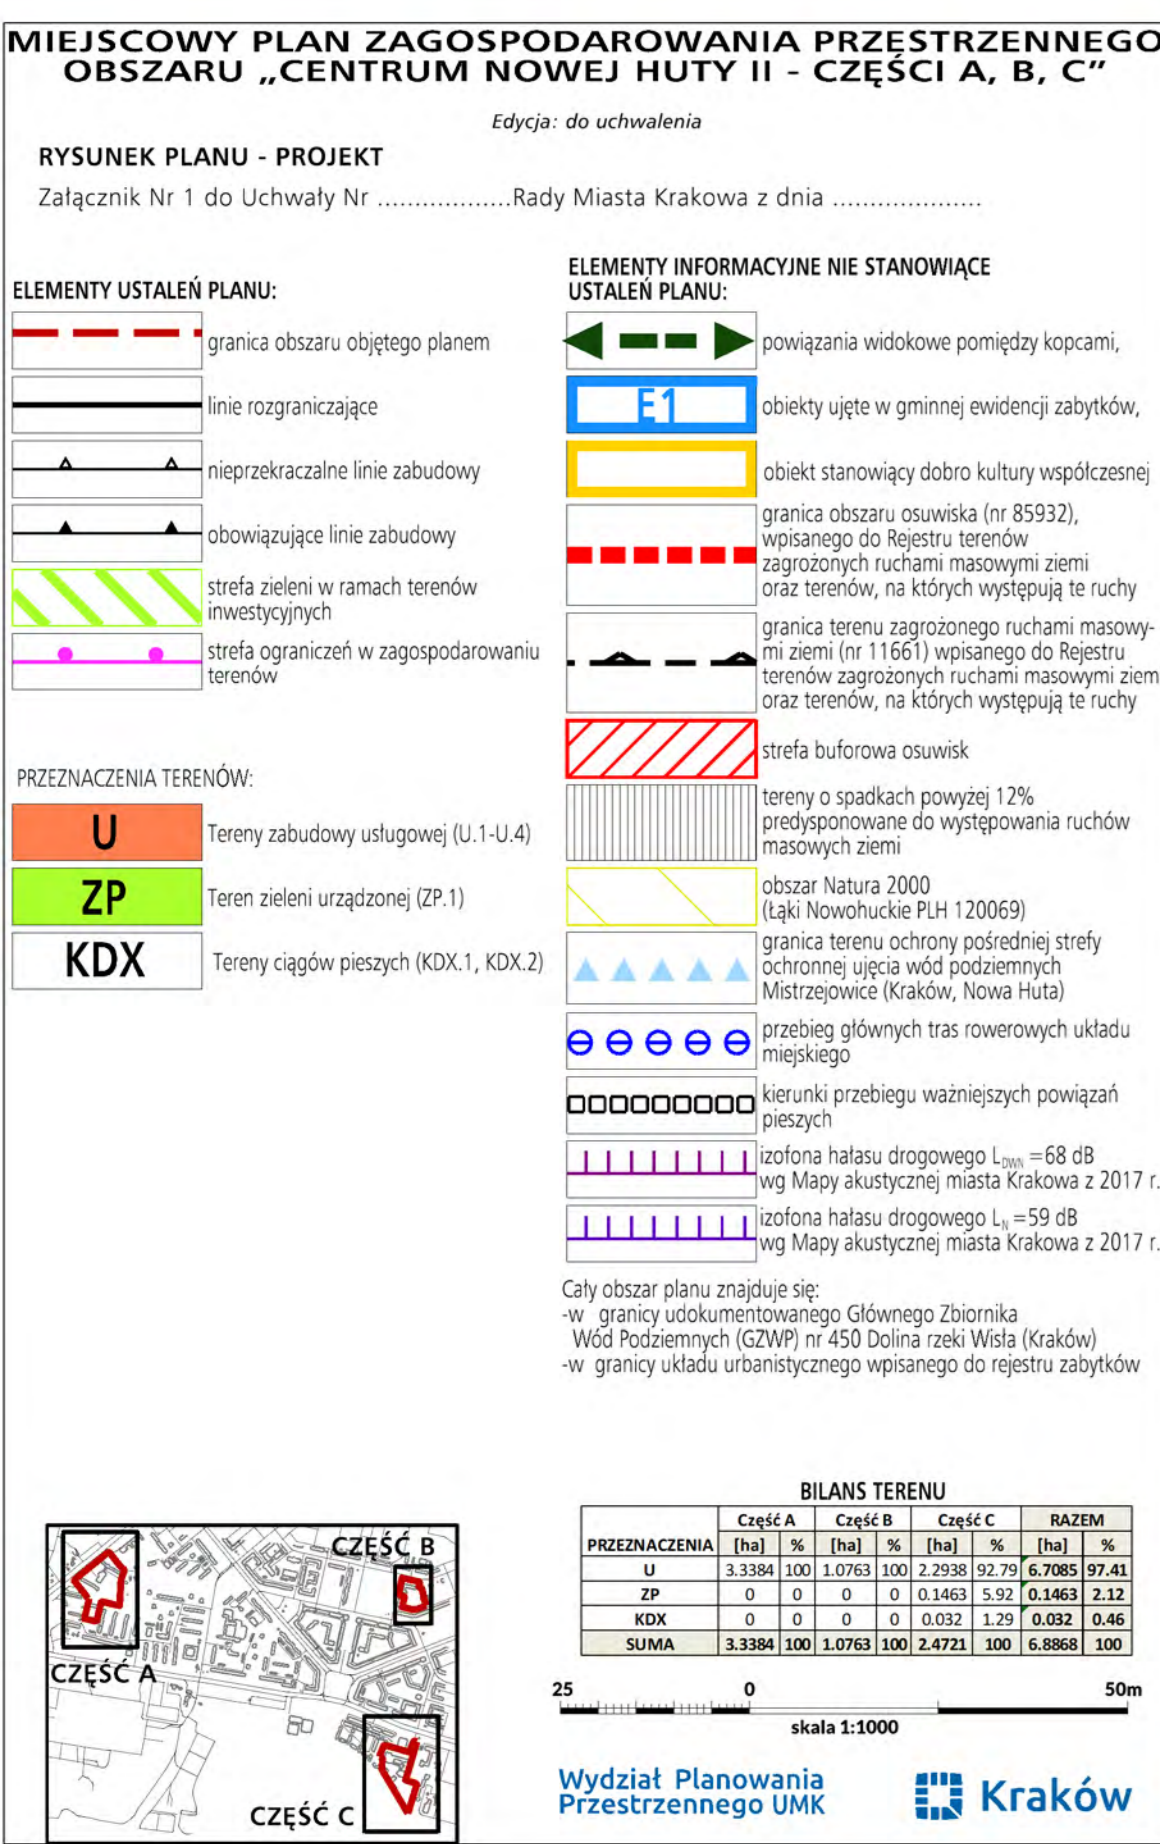 MIEJSCOWY PLAN ZAGOSPODAROWANIA PRZESTRZENNEGO
OBSZARU „CENTRUM NOWEJ HUTY II - CZĘŚCI A, B, C”
Edycja: do uchwalenia
RYSUNEK PLANU - PROJEKT
Załącznik Nr 1 do Uchwały Nr ..................Rady Miasta Krakowa z dnia ....................
ELEMENTY USTALEŃ PLANU:
granica obszaru objętego planem
linie rozgraniczające
nieprzekraczalne linie zabudowy
obowiązujące linie zabudowy
strefa zieleni w ramach terenów
inwestycyjnych
strefa ograniczeń w zagospodarowaniu
terenów
PRZEZNACZENIA TERENÓW:
U Tereny zabudowy usługowej (U.1-U.4)
ZP Teren zieleni urządzonej (ZP.1)
KDX Tereny ciągów pieszych (KDX.1, KDX.2)
ELEMENTY INFORMACYJNE NIE STANOWIĄCE
USTALEŃ PLANU:
powiązania widokowe pomiędzy kopcami,
E1 obiekty ujęte w gminnej ewidencji zabytków,
obiekt stanowiący dobro kultury współczesnej
granica obszaru osuwiska (nr 85932),
wpisanego do Rejestru terenów
zagrożonych ruchami masowymi ziemi
oraz terenów, na których występują te ruchy
granica terenu zagrożonego ruchami masowy-
mi ziemi (nr 11661) wpisanego do Rejestru
terenów zagrożonych ruchami masowymi ziem
oraz terenów, na których występują te ruchy
strefa buforowa osuwisk
tereny o spadkach powyżej 12%
predysponowane do występowania ruchów
masowych ziemi
obszar Natura 2000
(Łąki Nowohuckie PLH 120069)
granica terenu ochrony pośredniej strefy
ochronnej ujęcia wód podziemnych
Mistrzejowice (Kraków, Nowa Huta)
przebieg głównych tras rowerowych układu
miejskiego
kierunki przebiegu ważniejszych powiązań
pieszych
izofona hałasu drogowego L DWN =68 dB
wg Mapy akustycznej miasta Krakowa z 2017 r.
izofona hałasu drogowego L N =59 dB
wg Mapy akustycznej miasta Krakowa z 2017 r.
Cały obszar planu znajduje się:
-w granicy udokumentowanego Głównego Zbiornika
Wód Podziemnych (GZWP) nr 450 Dolina rzeki Wisła (Kraków)
-w granicy układu urbanistycznego wpisanego do rejestru zabytków
CZĘŚĆ B
CZĘŚĆ A
CZĘŚĆ C
BILANS TERENU
PRZEZNACZENIA Część A Część B Część C RAZEM
[ha] % [ha] % [ha] % [ha] %
U 3.3384 100 1.0763 100 2.2938 92.79 6.7085 97.41
ZP 0 0 0 0 0.1463 5.92 0.1463 2.12
KDX 0 0 0 0 0.032 1.29 0.032 0.46
SUMA 3.3384 100 1.0763 100 2.4721 100 6.8868 100
25 0 50m
skala 1:1000
Wydział Planowania
Przestrzennego UMK
Kraków